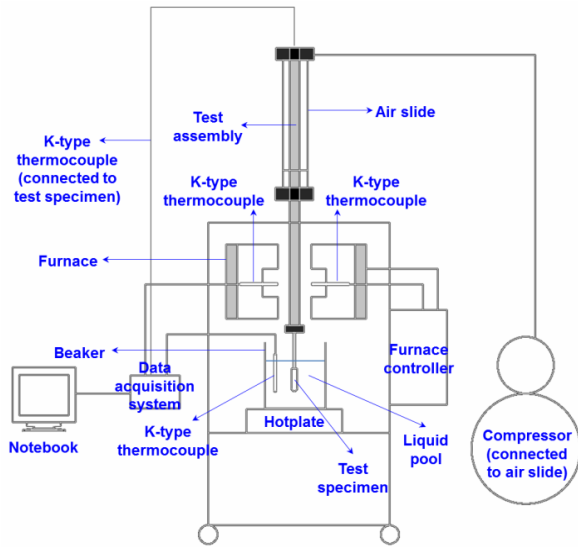 Test
assembly
Air slide
K-type
thermocouple
(connected to
test specimen)
K-type
thermocouple
K-type
thermocouple
Furnace
Beaker
Data
acquisition
system
Furnace
controller
Notebook
K-type
thermocouple
Hotplate
Liquid
pool
Test
specimen
Compressor
(connected
to air slide)